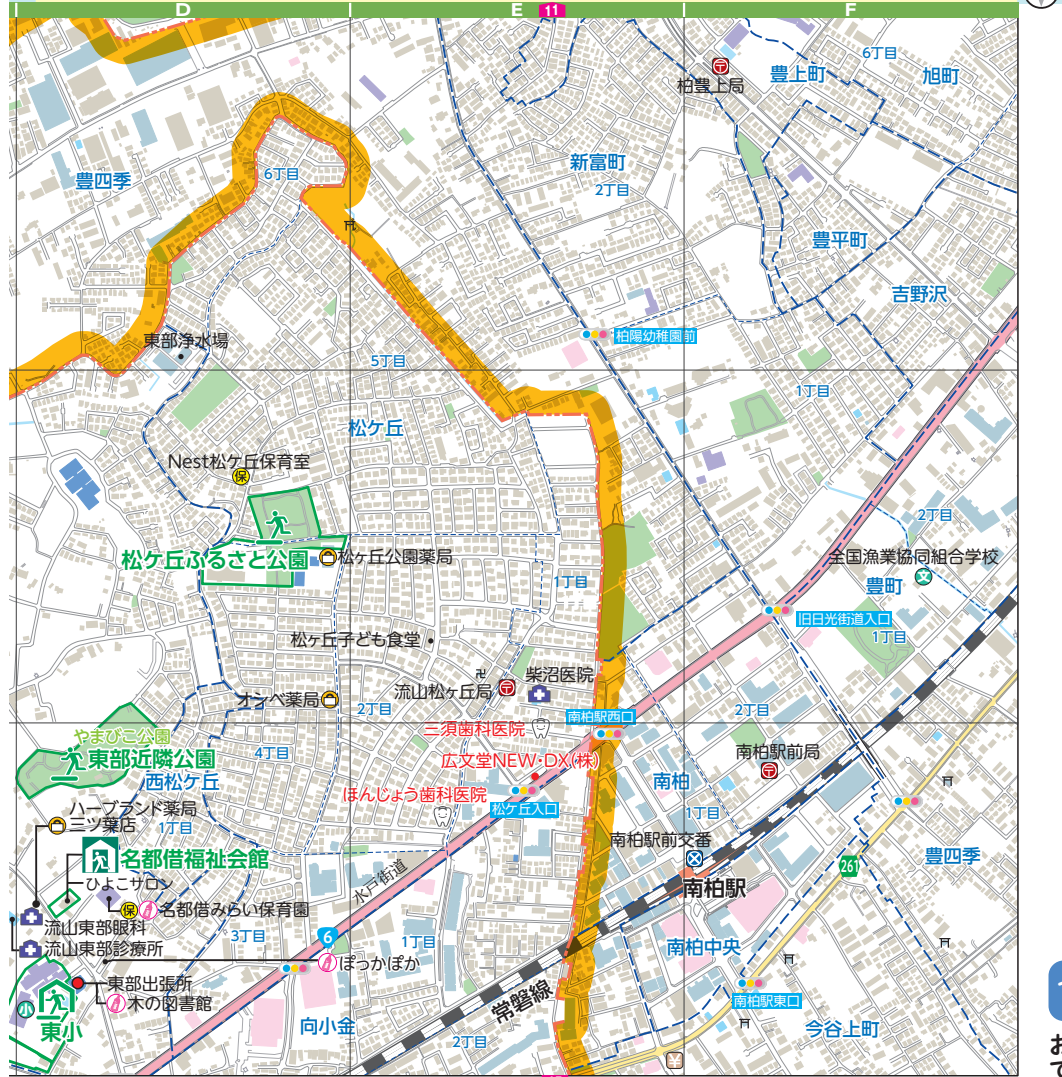 D
E
11
F
柏豊上局
豊上町
6丁目
旭町
豊四季
6丁目
新富町
2丁目
豊平町
吉野沢
東部浄水場
柏陽幼稚園前
5丁目
1丁目
松ケ丘
Nest松ケ丘保育室
保
2丁目
松ケ丘ふるさと公園
松ヶ丘公園薬局
全国漁業協同組合学校
文
1丁目
豊町
旧日光街道入口
1丁目
松ヶ丘子ども食堂
柴沼医院
流山松ヶ丘局
オンベ薬局
2丁目
南柏駅西口
2丁目
三須歯科医院
やまびこ公園
東部近隣公園
4丁目
広文堂NEW・DX(株)
南柏
南柏駅前局
西松ケ丘
ほんじょう歯科医院
松ケ丘入口
ハーブランド薬局
三ツ葉店
1丁目
1丁目
南柏駅前交番
名都借福祉会館
261
豊四季
ひよこサロン
水戸街道
南柏駅
保
名都借みらい保育園
流山東部眼科
3丁目
6
1丁目
南柏中央
流山東部診療所
ぽっかぽか
東部出張所
木の図書館
小
東小
常磐線
南柏駅東口
向小金
今谷上町
2丁目